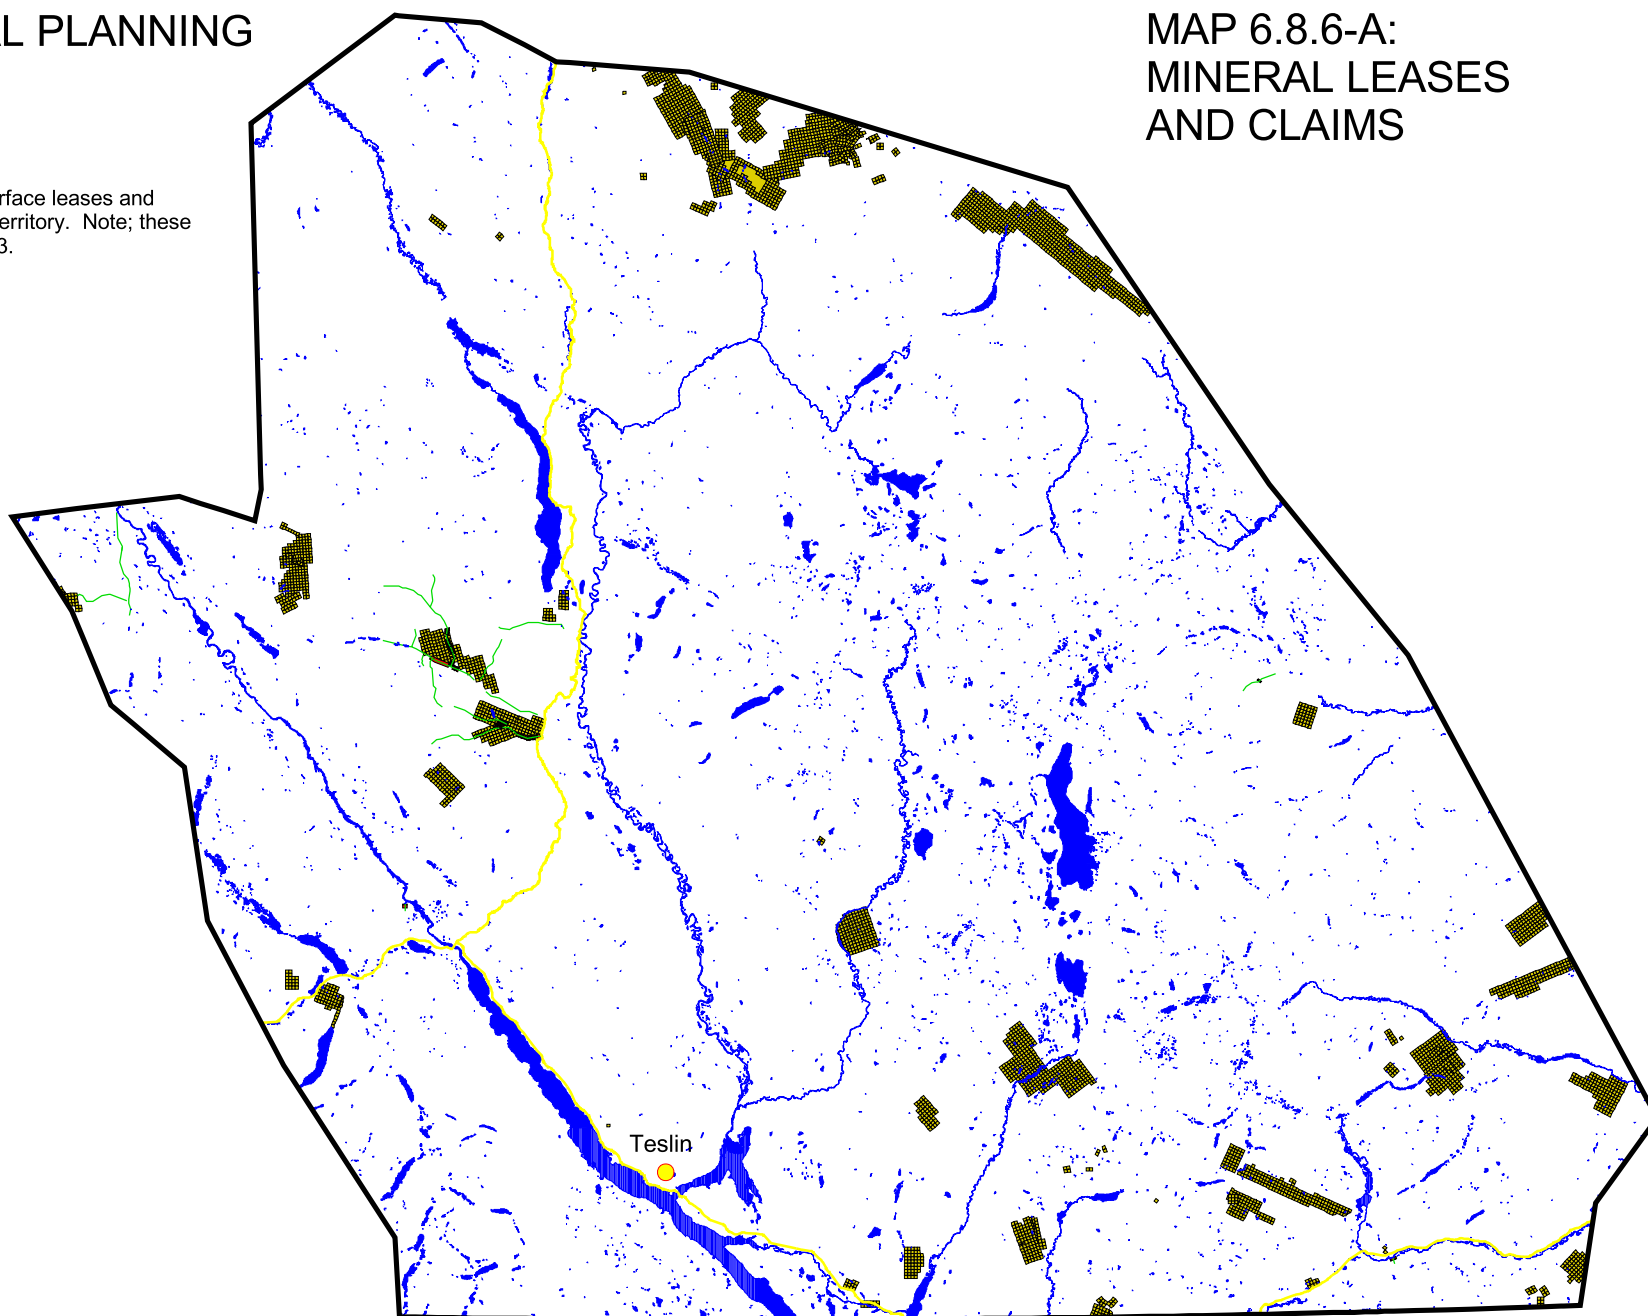 L PLANNING
MAP 6.8.6-A:
MINERAL LEASES
AND CLAIMS
rface leases and
erritory. Note; these
3.
Teslin